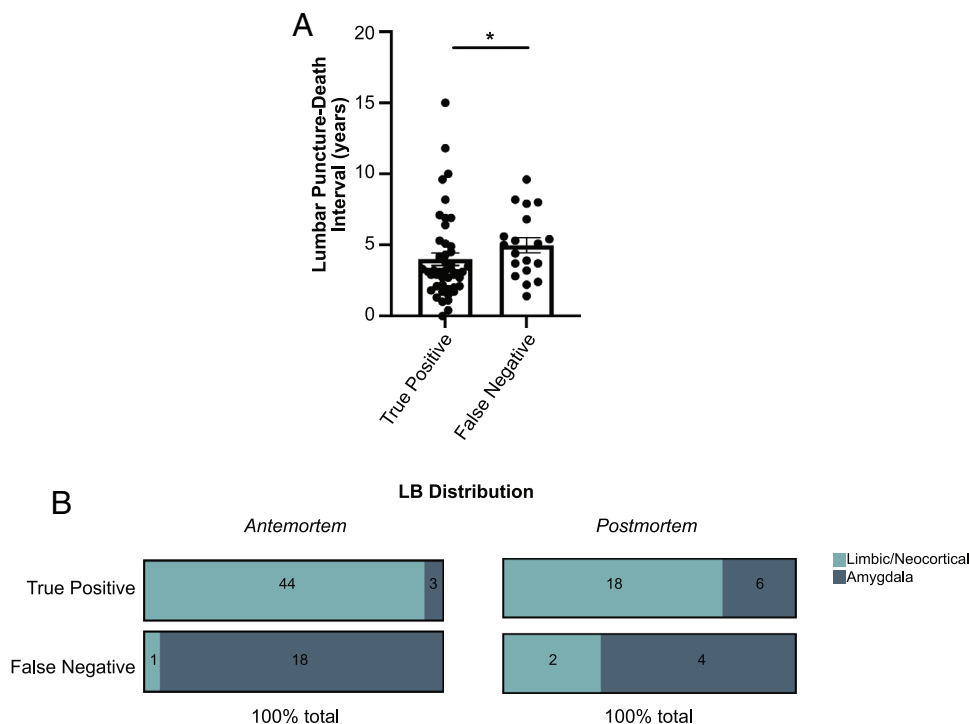 A
*
20
15
10
5
0
Lumbar Puncture-Death
Interval (years)
True Positive
False Negative
B
LB Distribution
Antemortem
Postmortem
Limbic/Neocortical
Amygdala
True Positive
44
3
18
6
False Negative
1
18
2
4
100% total
100% total